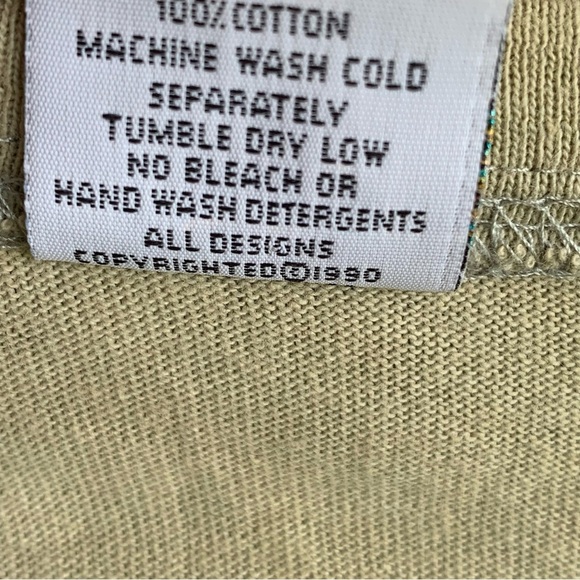 100% COTTON
MACHINE WASH COLD
SEPARATELY
TUMBLE DRY LOW
NO BLEACH OR
HAND WASH DETERGENTS
ALL DESIGNS
COPYRIGHTED©1990